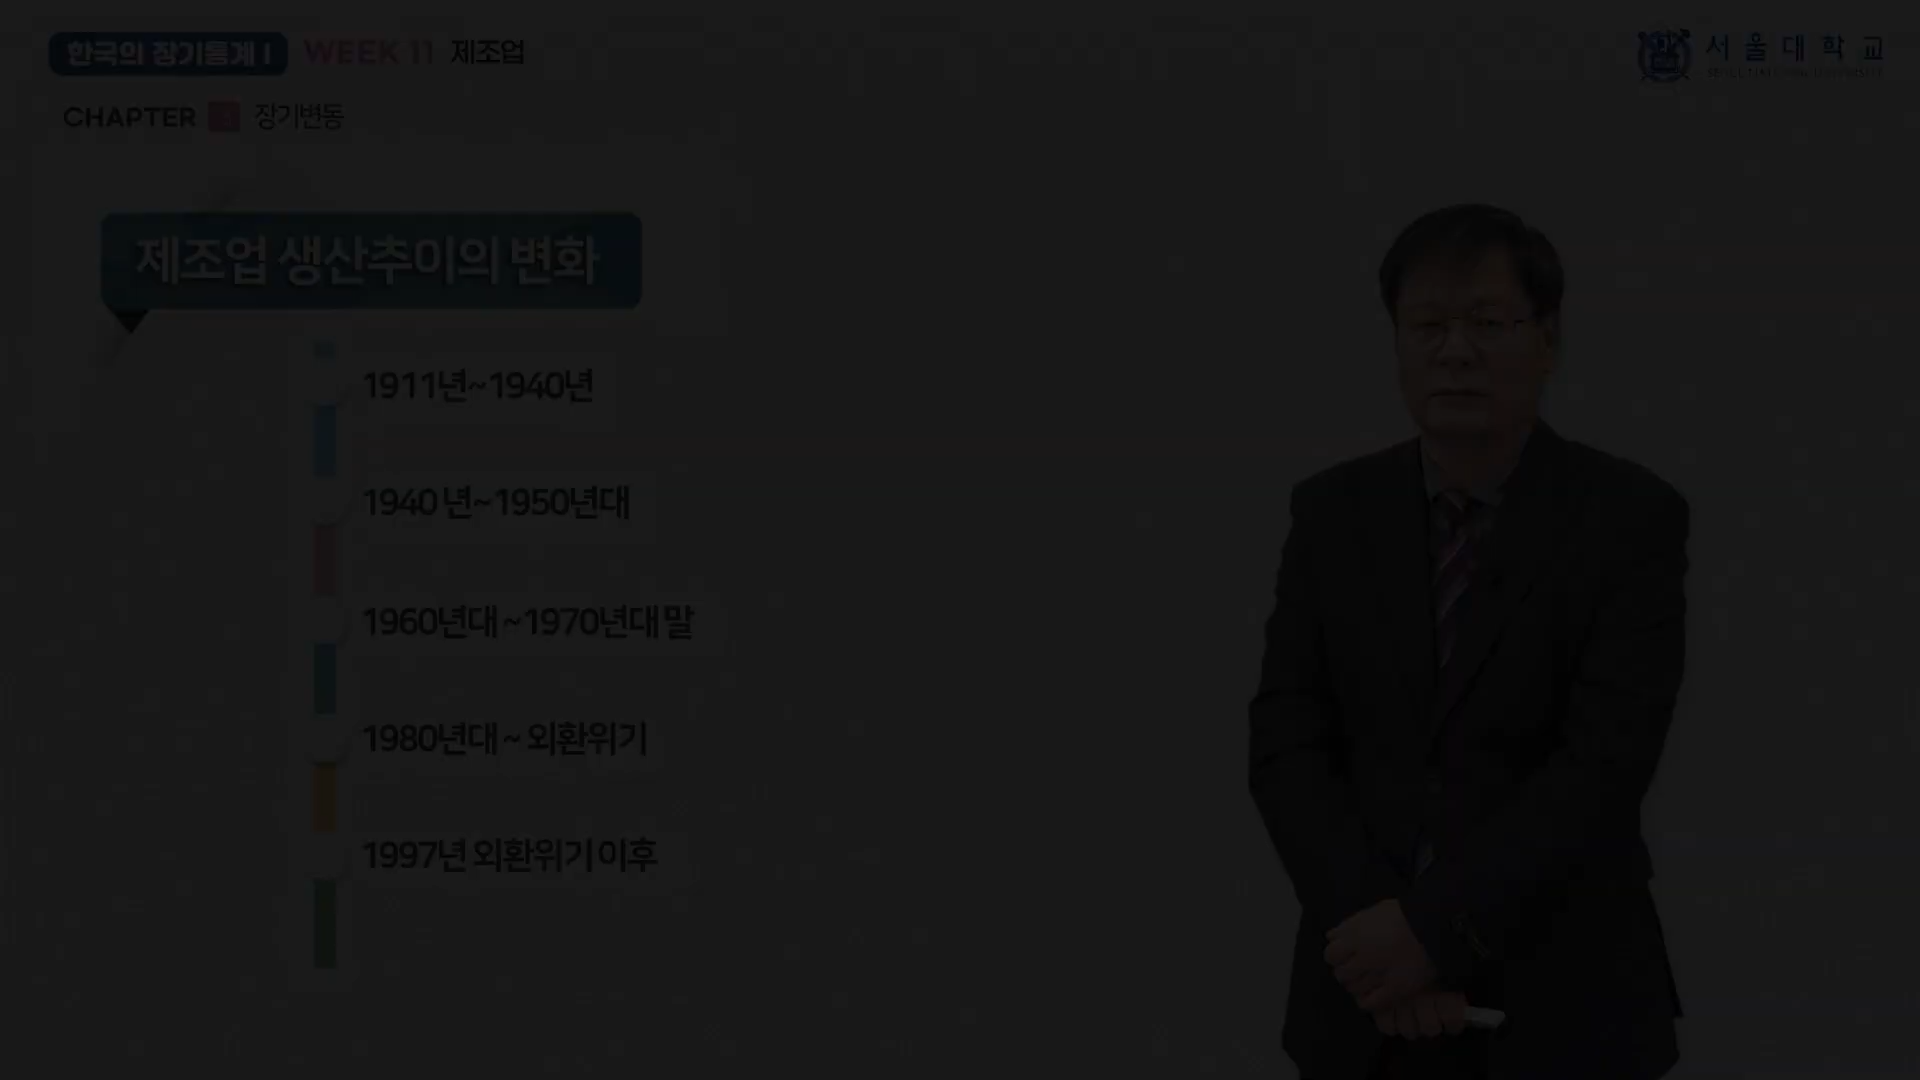 한국의 장기통계 I WEEK 11 제조업
서울대학교
SEOUL NATIONAL UNIVERSITY
CHAPTER 장기변동
제조업 생산추이의 변화
1911년~1940년
1940 년~1950년대
1960년대 ~1970년대 말
1980년대 ~ 외환위기
1997년 외환위기 이후